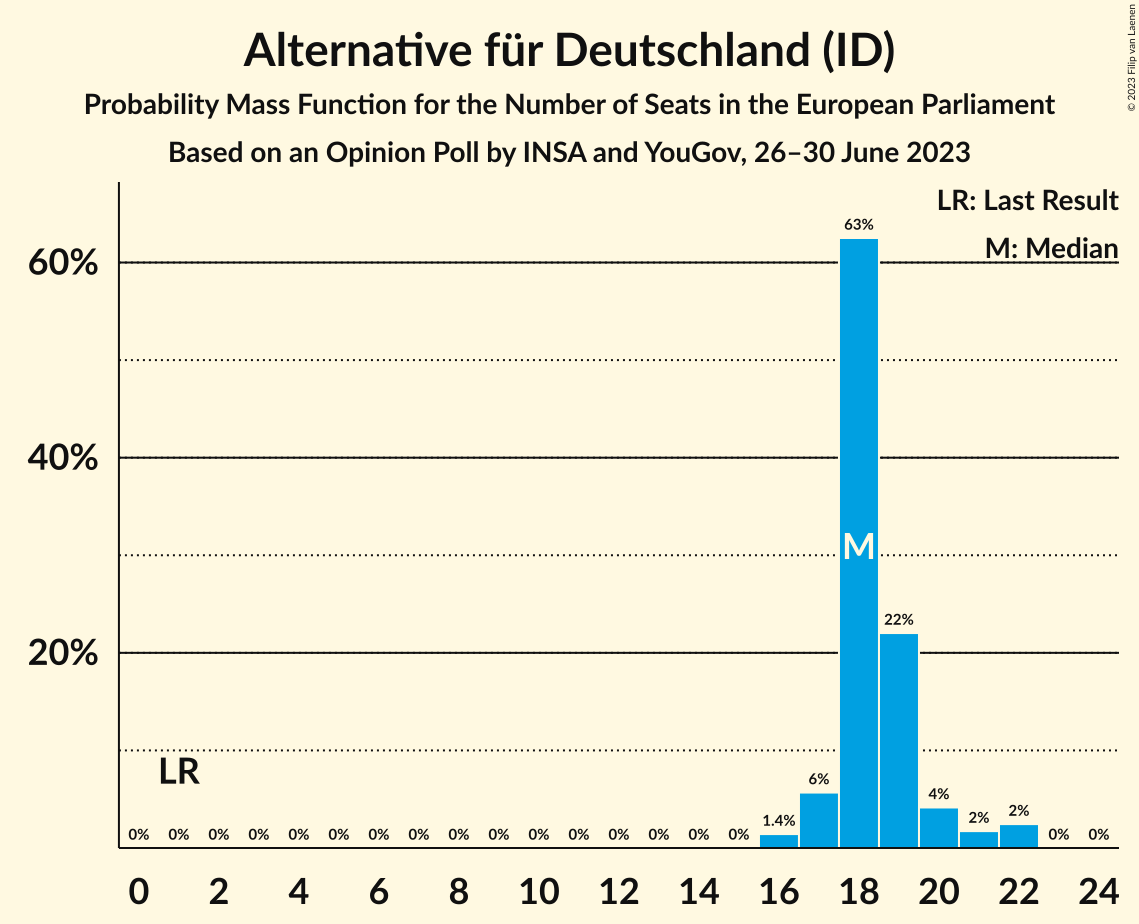 Alternative für Deutschland (ID)
Probability Mass Function for the Number of Seats in the European Parliament
Based on an Opinion Poll by INSA and YouGov, 26–30 June 2023
© 2023 Filip van Laenen
LR: Last Result
M: Median
60%
40%
20%
63%
M
22%
LR
6%
4%
2%
2%
1.4%
0% 0% 0% 0% 0% 0% 0% 0% 0% 0% 0% 0% 0% 0% 0% 0% 0% 0%
0 2 4 6 8 10 12 14 16 18 20 22 24